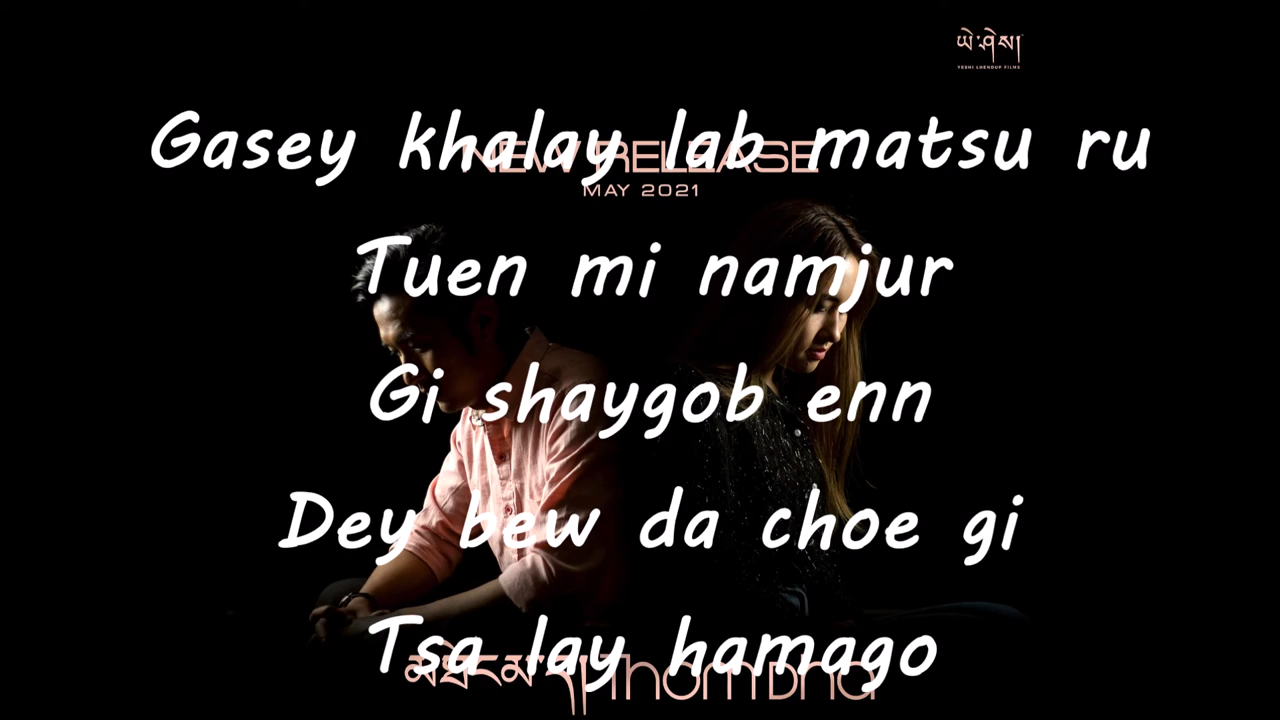 ཡེ་ཤེས།
YESHI LHENDUP FILMS
Gasey khalay lab matsu ru
NEW RELEASE
MAY 2021
Tuen mi namjur
Gi shaygob enn
Dey bew da choe gi
Tsa lay hamago